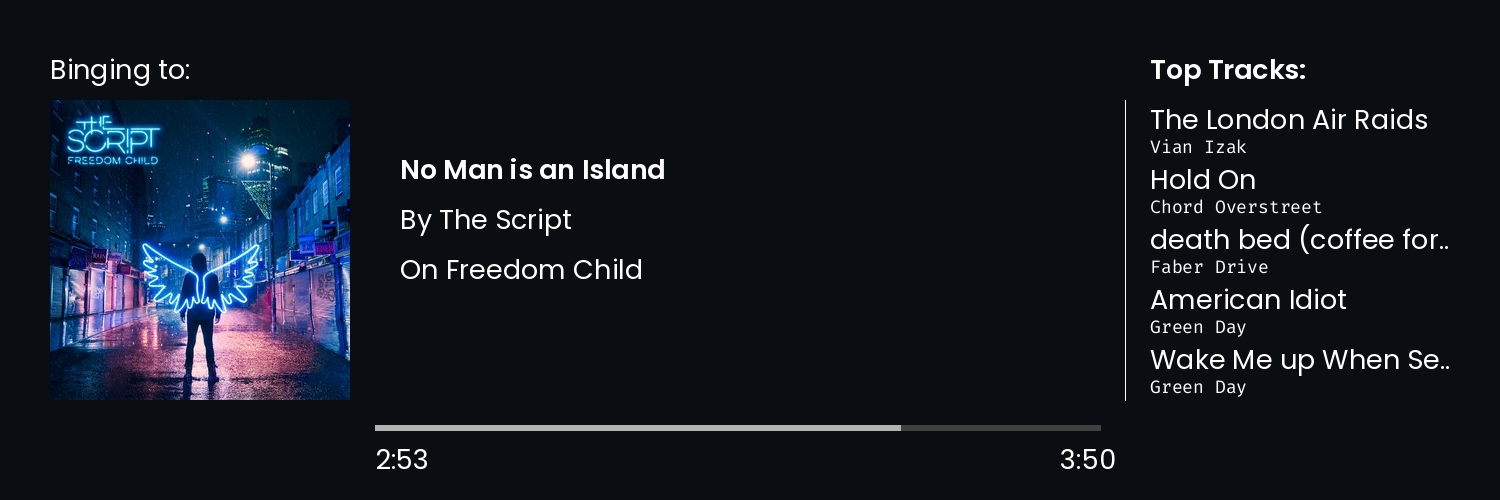 Binging to:
THE
SCRIPT
FREEDOM CHILD
No Man is an Island
By The Script
On Freedom Child
2:53
3:50
Top Tracks:
The London Air Raids
Vian Izak
Hold On
Chord Overstreet
death bed (coffee for..
Faber Drive
American Idiot
Green Day
Wake Me up When Se..
Green Day